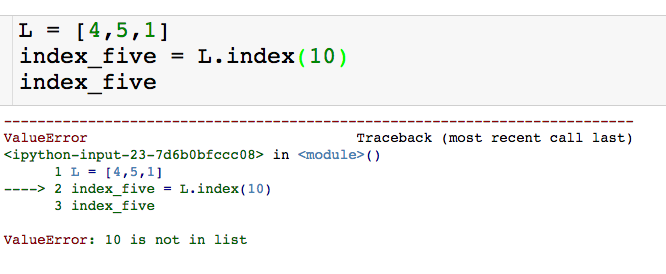 L = [4,5,1]
index_five = L.index(10)
index_five
---------------------------------------------------------------------------
ValueError                                Traceback (most recent call last)
<ipython-input-23-7d6b0bfccc08> in <module>()
      1 L = [4,5,1]
----> 2 index_five = L.index(10)
      3 index_five
ValueError: 10 is not in list